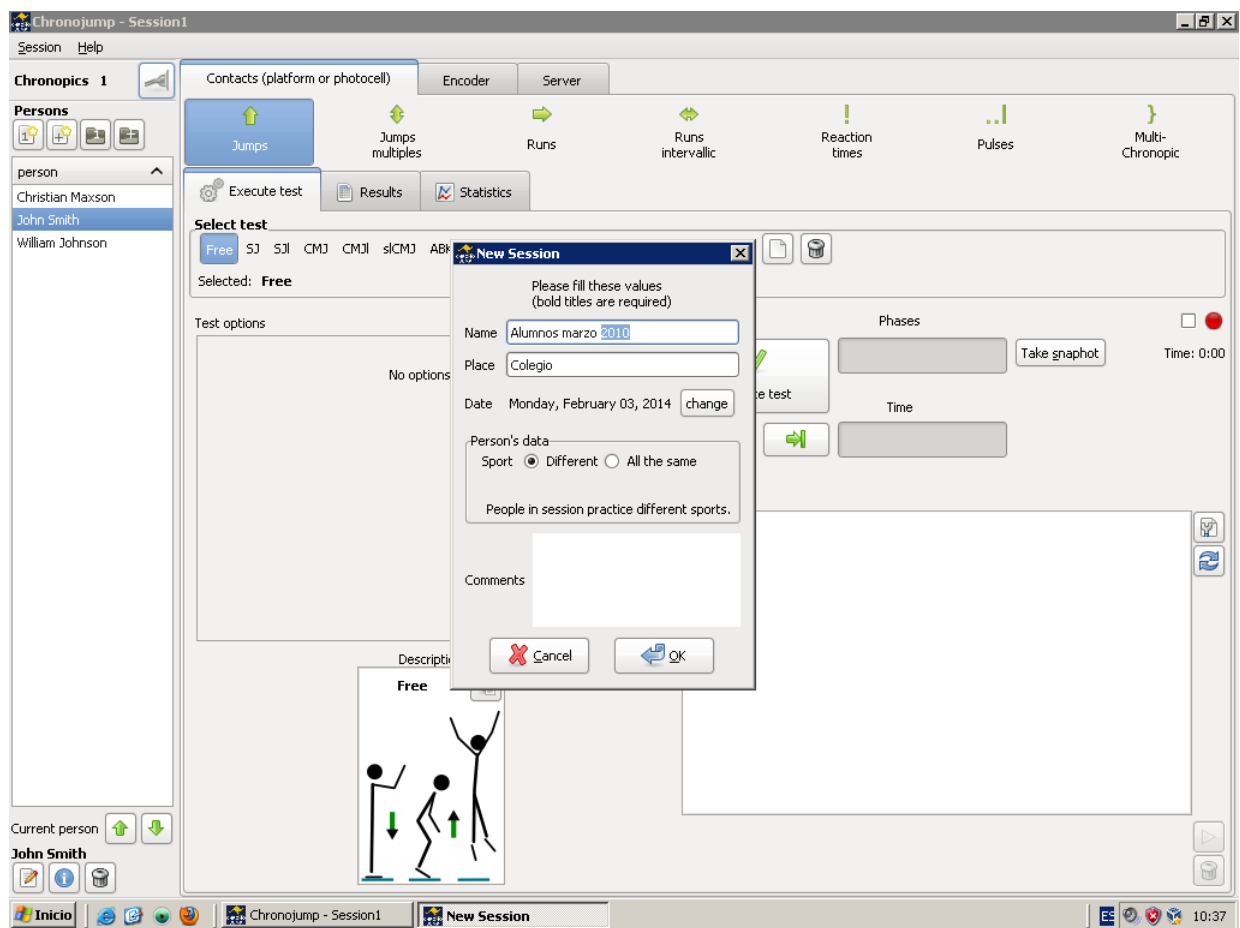 Chronojump - Session1
Session Help
Chronopics 1
Contacts (platform or photocell) Encoder Server
Persons
Jumps
Jumps multiples
Runs
Runs intervallic
Reaction times
Pulses
Multi-Chronopic
person
Christian Maxson
John Smith
William Johnson
Execute test Results Statistics
Select test
Free SJ SJl CMJ CMJl slCMJ
Selected: Free
Test options
No options
New Session
Please fill these values
(bold titles are required)
Name Alumnos marzo 2010
Place Colegio
Date Monday, February 03, 2014 change
Person's data
Sport Different All the same
People in session practice different sports.
Comments
Cancel OK
Phases
Take snaphot Time: 0:00
test
Time
Free
Current person
John Smith
Inicio Chronojump - Session1 New Session ES 10:37